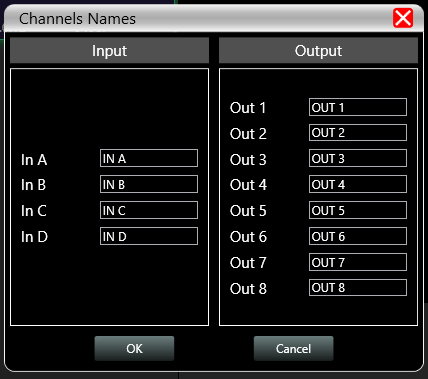 Channels Names
Input
Output
In A IN A
In B IN B
In C IN C
In D IN D
Out 1 OUT 1
Out 2 OUT 2
Out 3 OUT 3
Out 4 OUT 4
Out 5 OUT 5
Out 6 OUT 6
Out 7 OUT 7
Out 8 OUT 8
OK
Cancel